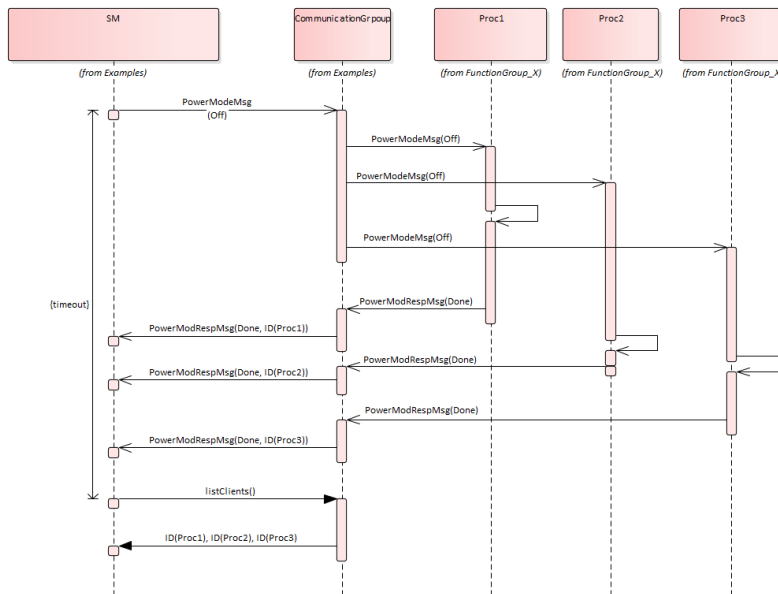 SM
CommunicationGrpoup
Proc1
Proc2
Proc3
(from Examples)
(from Examples)
(from FunctionGroup_X)
(from FunctionGroup_X)
(from FunctionGroup_X)
PowerModeMsg
(Off)
PowerModeMsg(Off)
PowerModeMsg(Off)
PowerModeMsg(Off)
{timeout}
PowerModRespMsg(Done)
PowerModRespMsg(Done, ID(Proc1))
PowerModRespMsg(Done)
PowerModRespMsg(Done, ID(Proc2))
PowerModRespMsg(Done)
PowerModRespMsg(Done, ID(Proc3))
listClients()
ID(Proc1), ID(Proc2), ID(Proc3)